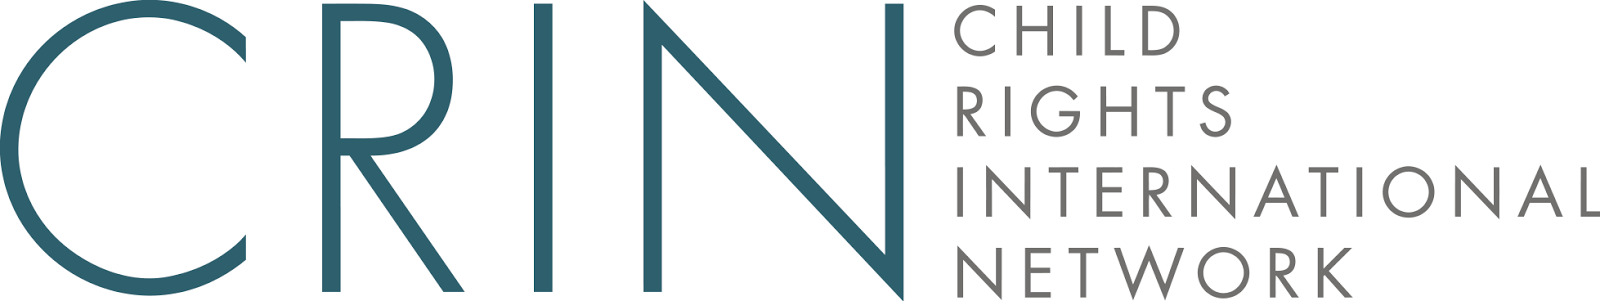 CRIN
CHILD
RIGHTS
INTERNATIONAL
NETWORK